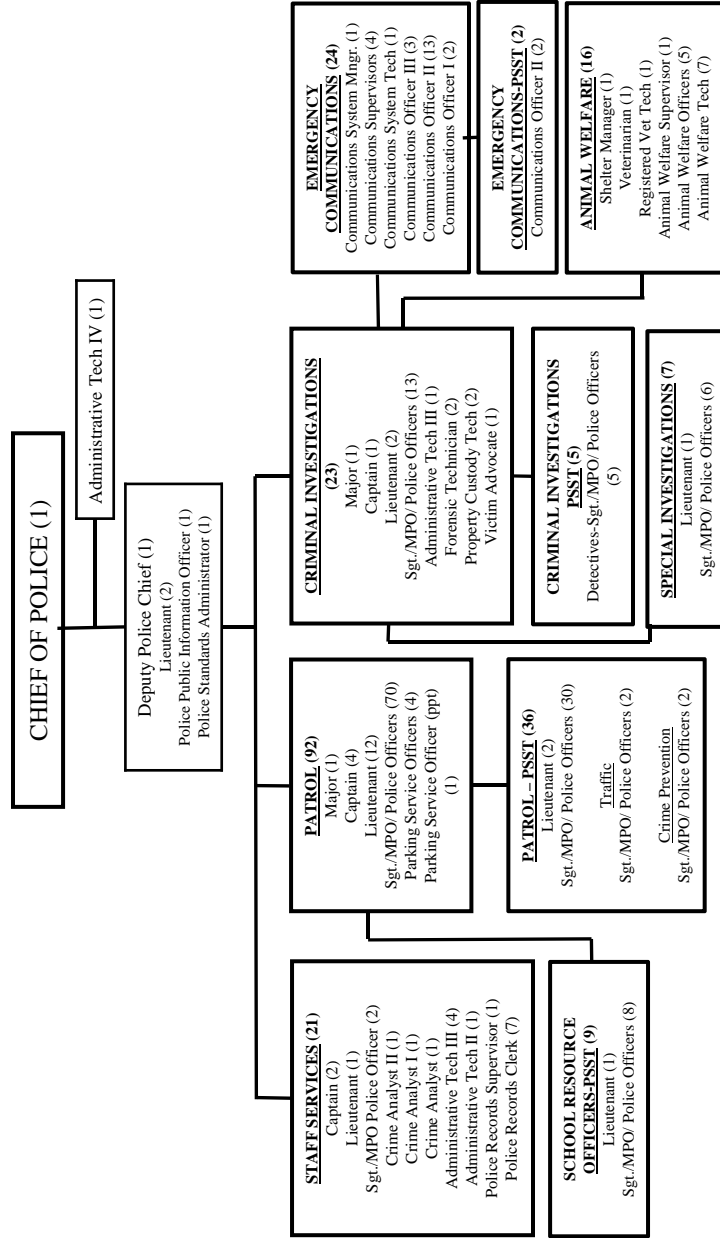 CHIEF OF POLICE (1)
Administrative Tech IV (1)
Deputy Police Chief (1)
Lieutenant (2)
Police Public Information Officer (1)
Police Standards Administrator (1)
STAFF SERVICES (21)
Captain (2)
Lieutenant (1)
Sgt./MPO Police Officer (2)
Crime Analyst II (1)
Crime Analyst I (1)
Crime Analyst (1)
Administrative Tech III (4)
Administrative Tech II (1)
Police Records Supervisor (1)
Police Records Clerk (7)
SCHOOL RESOURCE
OFFICERS-PSST (9)
Lieutenant (1)
Sgt./MPO/ Police Officers (8)
PATROL (92)
Major (1)
Captain (4)
Lieutenant (12)
Sgt./MPO/ Police Officers (70)
Parking Service Officers (4)
Parking Service Officer (ppt)
(1)
PATROL – PSST (36)
Lieutenant (2)
Sgt./MPO/ Police Officers (30)
Traffic
Sgt./MPO/ Police Officers (2)
Crime Prevention
Sgt./MPO/ Police Officers (2)
CRIMINAL INVESTIGATIONS
(23)
Major (1)
Captain (1)
Lieutenant (2)
Sgt./MPO/Police Officers (13)
Administrative Tech III (1)
Forensic Technician (2)
Property Custody Tech (2)
Victim Advocate (1)
CRIMINAL INVESTIGATIONS
PSST (5)
Detectives-Sgt./MPO/ Police Officers
(5)
SPECIAL INVESTIGATIONS (7)
Lieutenant (1)
Sgt./MPO/ Police Officers (6)
EMERGENCY
COMMUNICATIONS (24)
Communications System Mngr. (1)
Communications Supervisors (4)
Communications System Tech (1)
Communications Officer III (3)
Communications Officer II (13)
Communications Officer I (2)
EMERGENCY
COMMUNICATIONS-PSST (2)
Communications Officer II (2)
ANIMAL WELFARE (16)
Shelter Manager (1)
Veterinarian (1)
Registered Vet Tech (1)
Animal Welfare Supervisor (1)
Animal Welfare Officers (5)
Animal Welfare Tech (7)